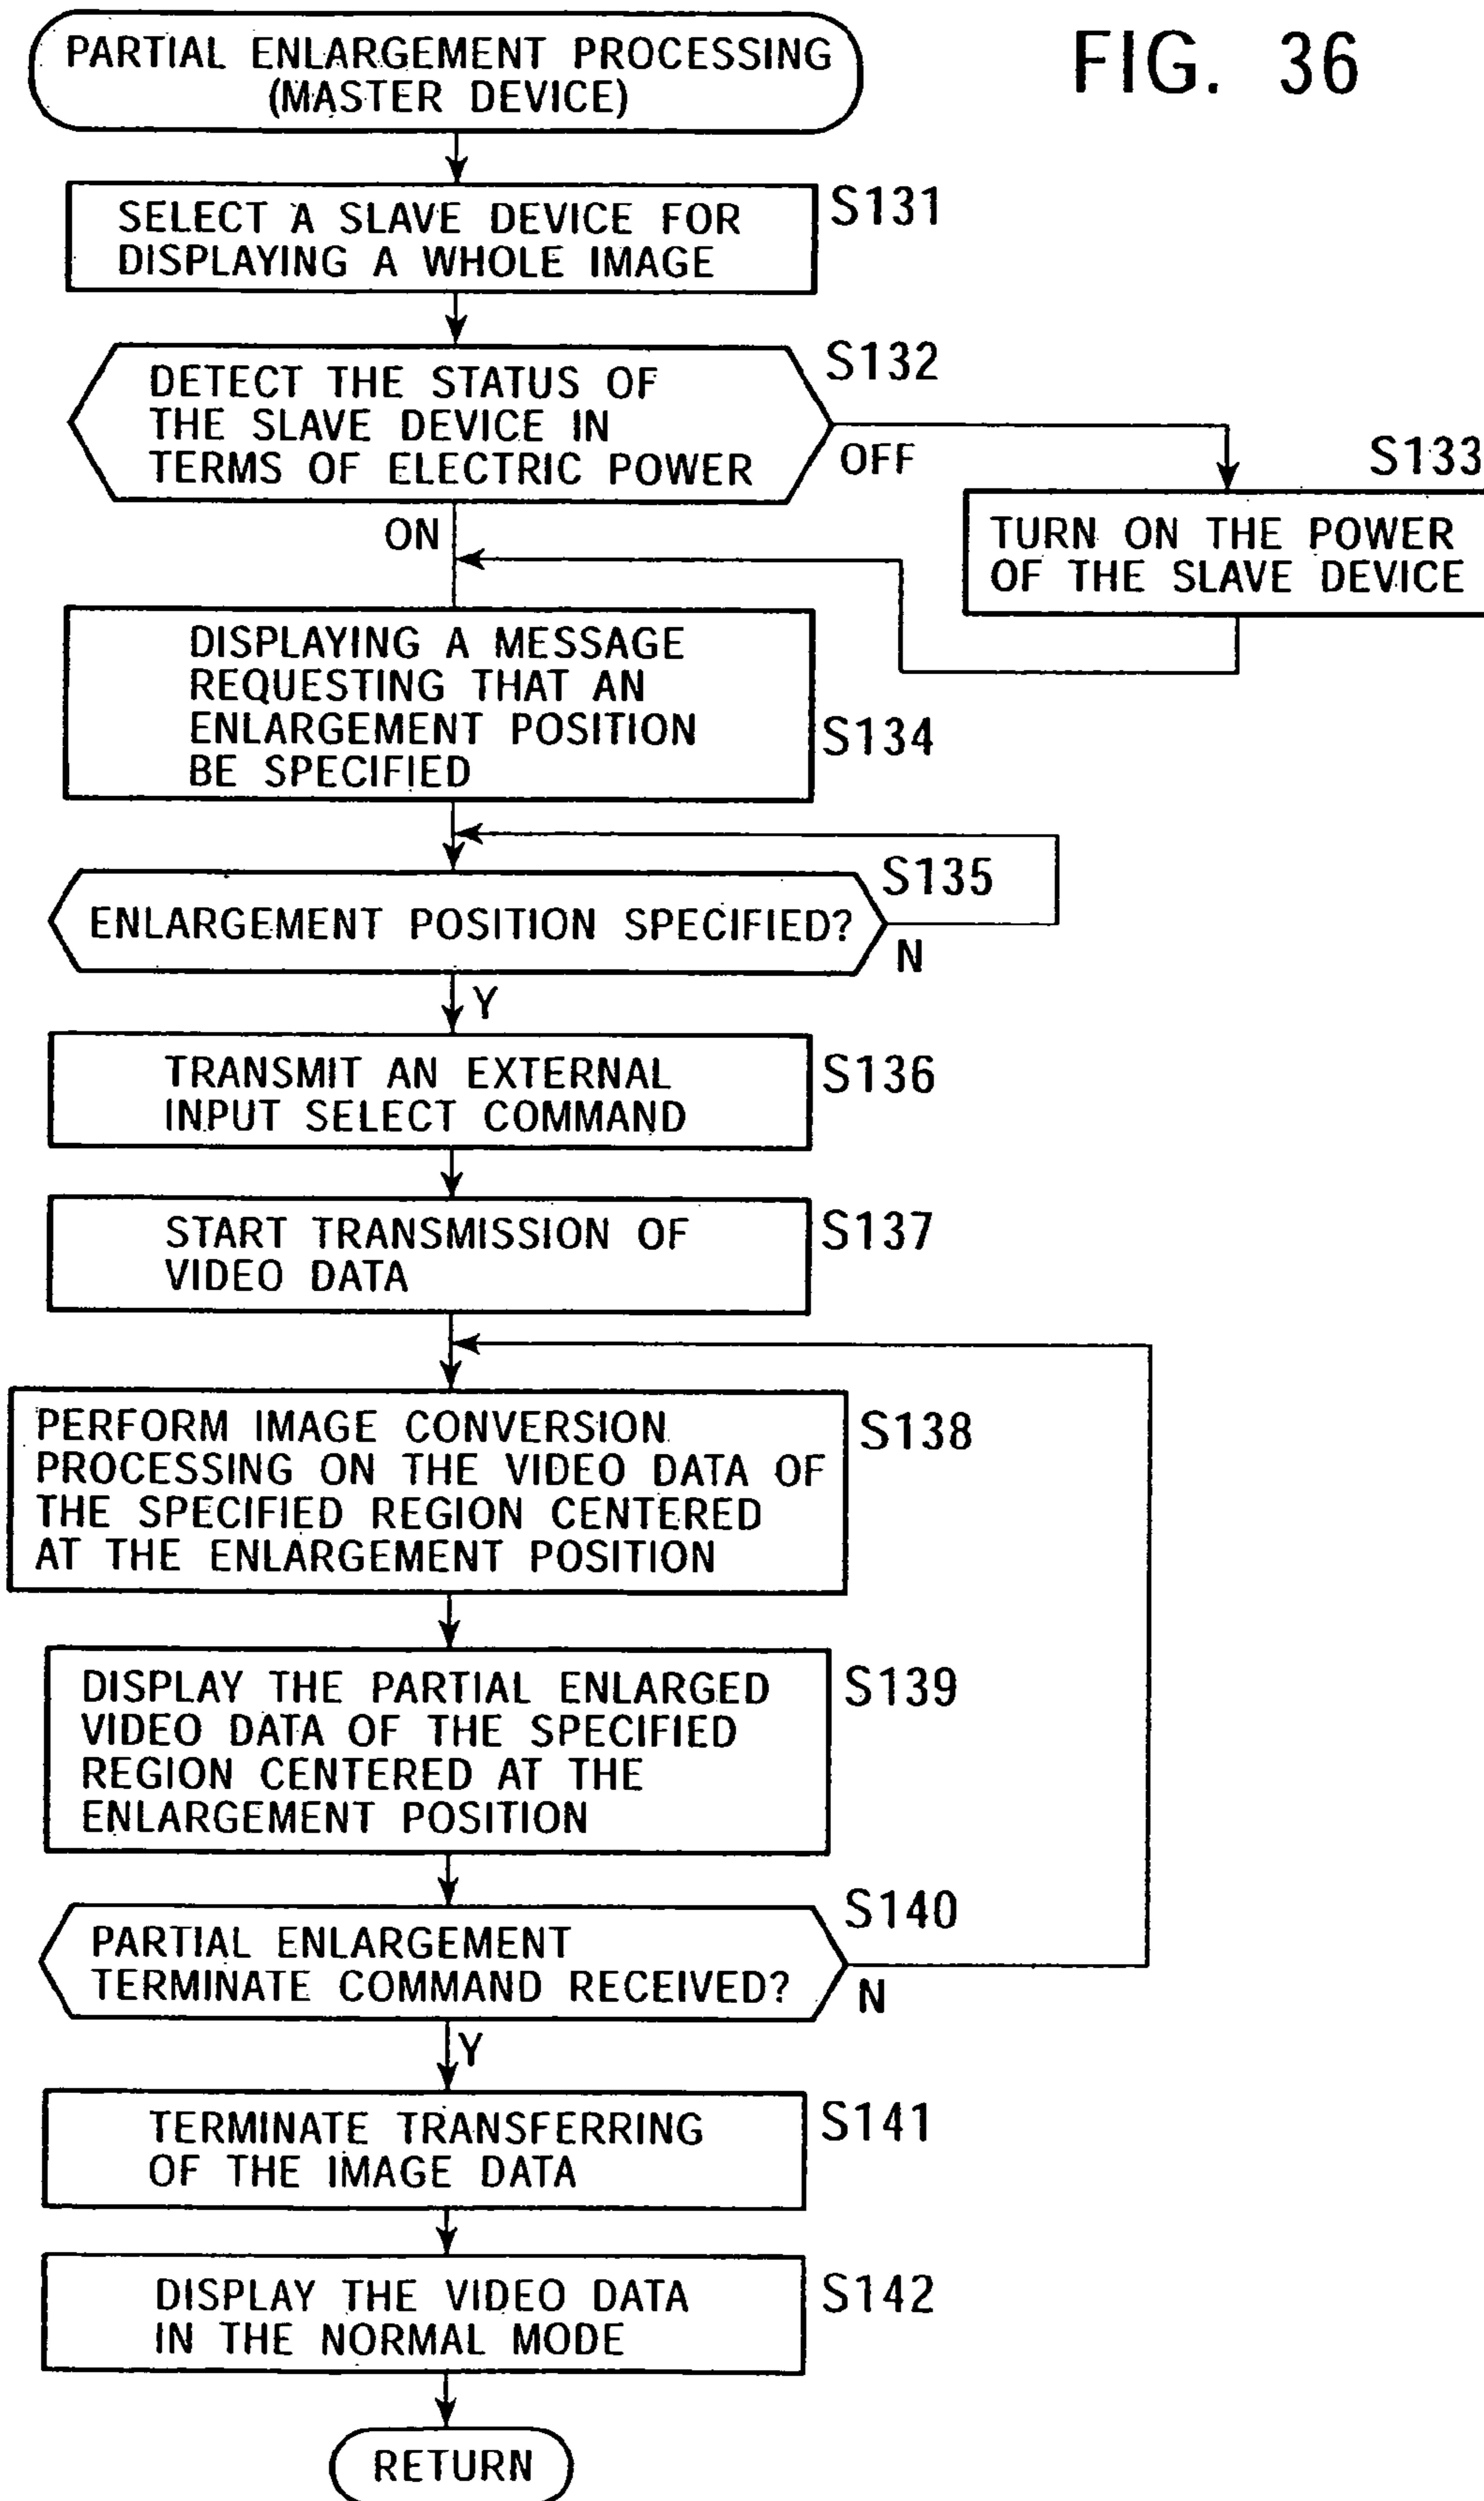 FIG. 36
PARTIAL ENLARGEMENT PROCESSING
(MASTER DEVICE)
SELECT A SLAVE DEVICE FOR
DISPLAYING A WHOLE IMAGE
S131
DETECT THE STATUS OF
THE SLAVE DEVICE IN
TERMS OF ELECTRIC POWER
S132
OFF
S133
TURN ON THE POWER
OF THE SLAVE DEVICE
ON
DISPLAYING A MESSAGE
REQUESTING THAT AN
ENLARGEMENT POSITION
BE SPECIFIED
S134
ENLARGEMENT POSITION SPECIFIED?
S135
N
Y
TRANSMIT AN EXTERNAL
INPUT SELECT COMMAND
S136
START TRANSMISSION OF
VIDEO DATA
S137
PERFORM IMAGE CONVERSION
PROCESSING ON THE VIDEO DATA OF
THE SPECIFIED REGION CENTERED
AT THE ENLARGEMENT POSITION
S138
DISPLAY THE PARTIAL ENLARGED
VIDEO DATA OF THE SPECIFIED
REGION CENTERED AT THE
ENLARGEMENT POSITION
S139
PARTIAL ENLARGEMENT
TERMINATE COMMAND RECEIVED?
S140
N
Y
TERMINATE TRANSFERRING
OF THE IMAGE DATA
S141
DISPLAY THE VIDEO DATA
IN THE NORMAL MODE
S142
RETURN